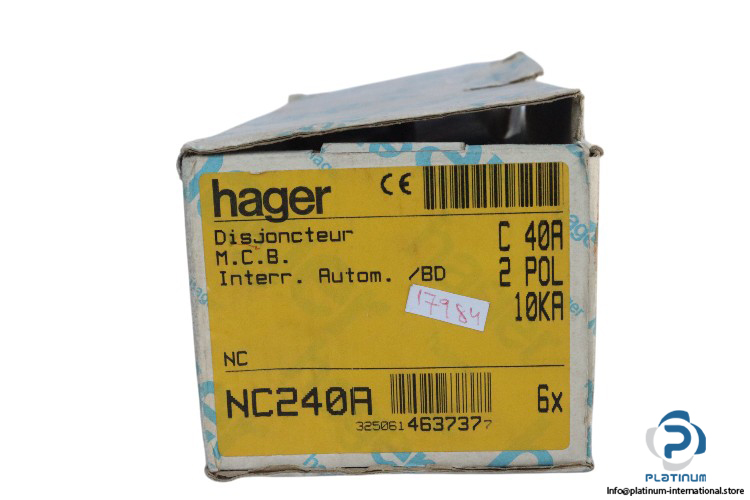 hager CE
Disjoncteur C 40A
M.C.B. 2 POL
Interr. Autom. /BD 10KA
17984
NC
NC240A 6x
3250614637377
hager
PLATINUM
Info@platinum-international.store